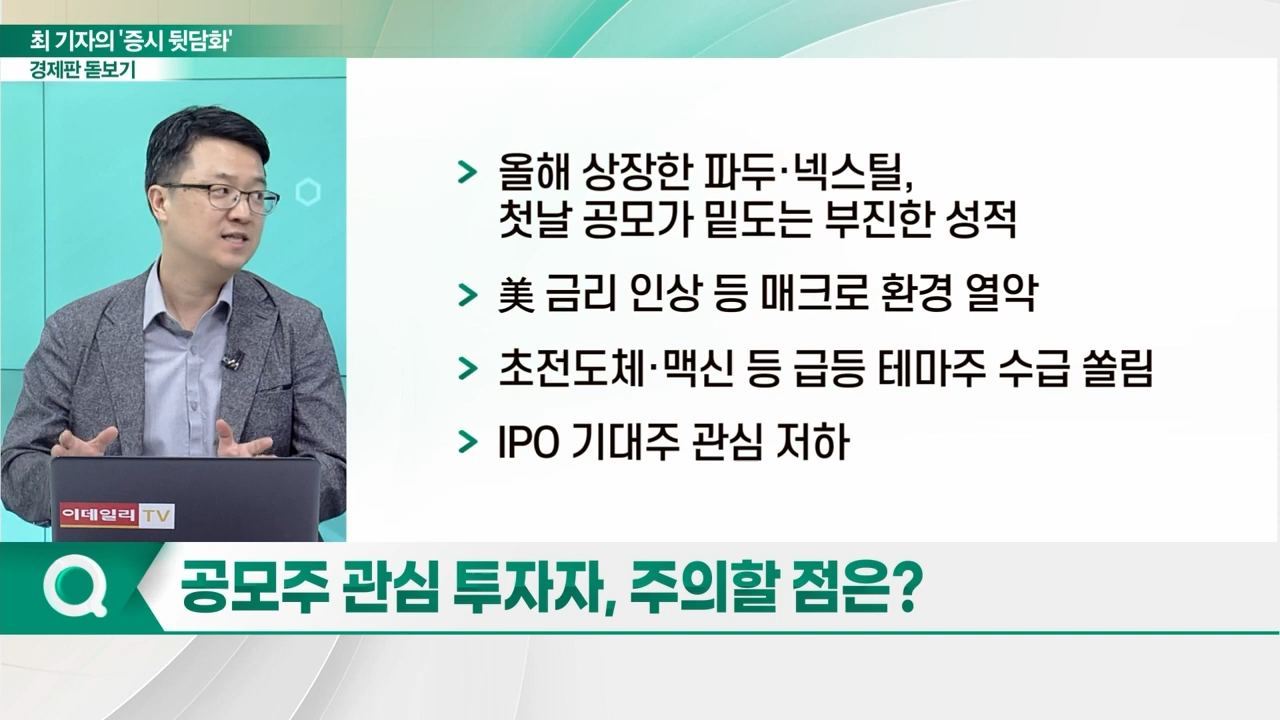 최 기자의 '증시 뒷담화'
경제판 돋보기
> 올해 상장한 파두·넥스틸,
첫날 공모가 밑도는 부진한 성적
> 美 금리 인상 등 매크로 환경 열악
> 초전도체·맥신 등 급등 테마주 수급 쏠림
> IPO 기대주 관심 저하
이데일리 TV
공모주 관심 투자자, 주의할 점은?